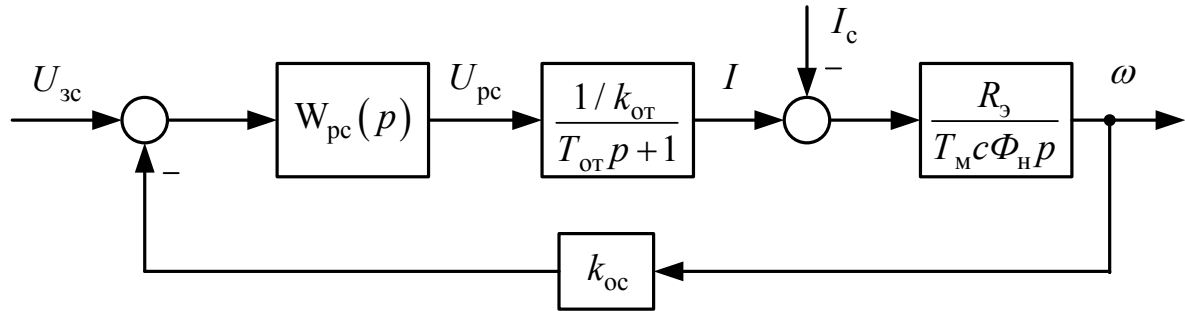 U_зс
−
W_рс(p)
U_рс
1/k_от
T_от p + 1
I
I_с
−
R_э
T_м cΦ_н p
ω
k_ос